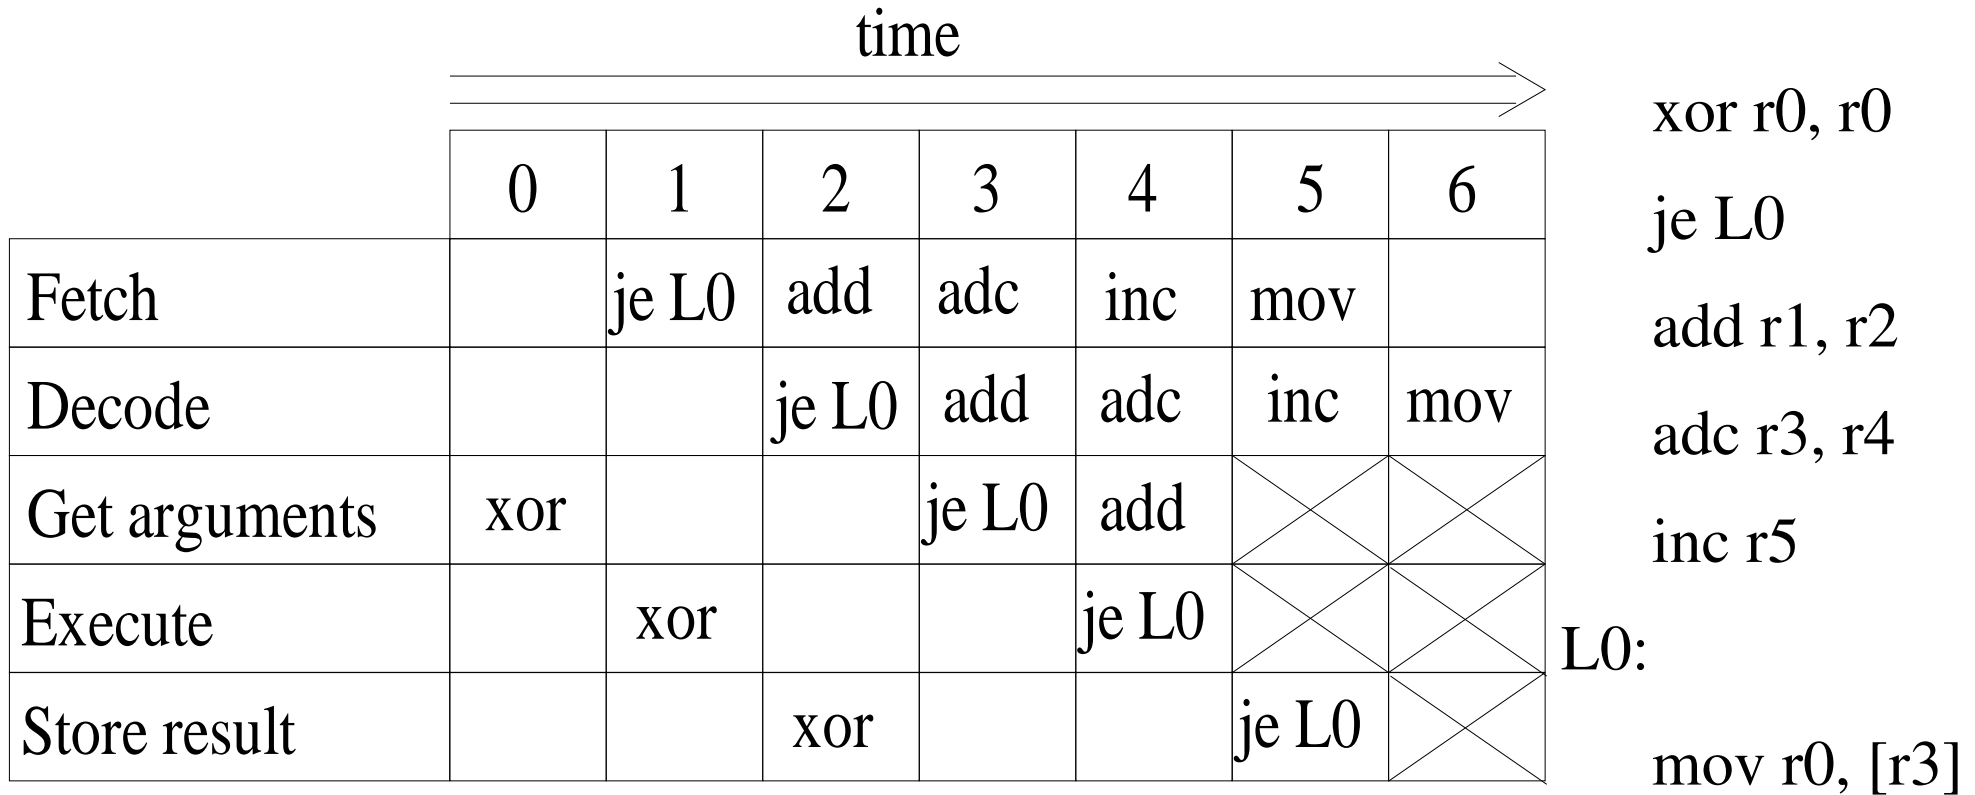 time
0 1 2 3 4 5 6
Fetch je L0 add adc inc mov
Decode je L0 add adc inc mov
Get arguments xor je L0 add
Execute xor je L0
Store result xor je L0
xor r0, r0
je L0
add r1, r2
adc r3, r4
inc r5
L0:
mov r0, [r3]